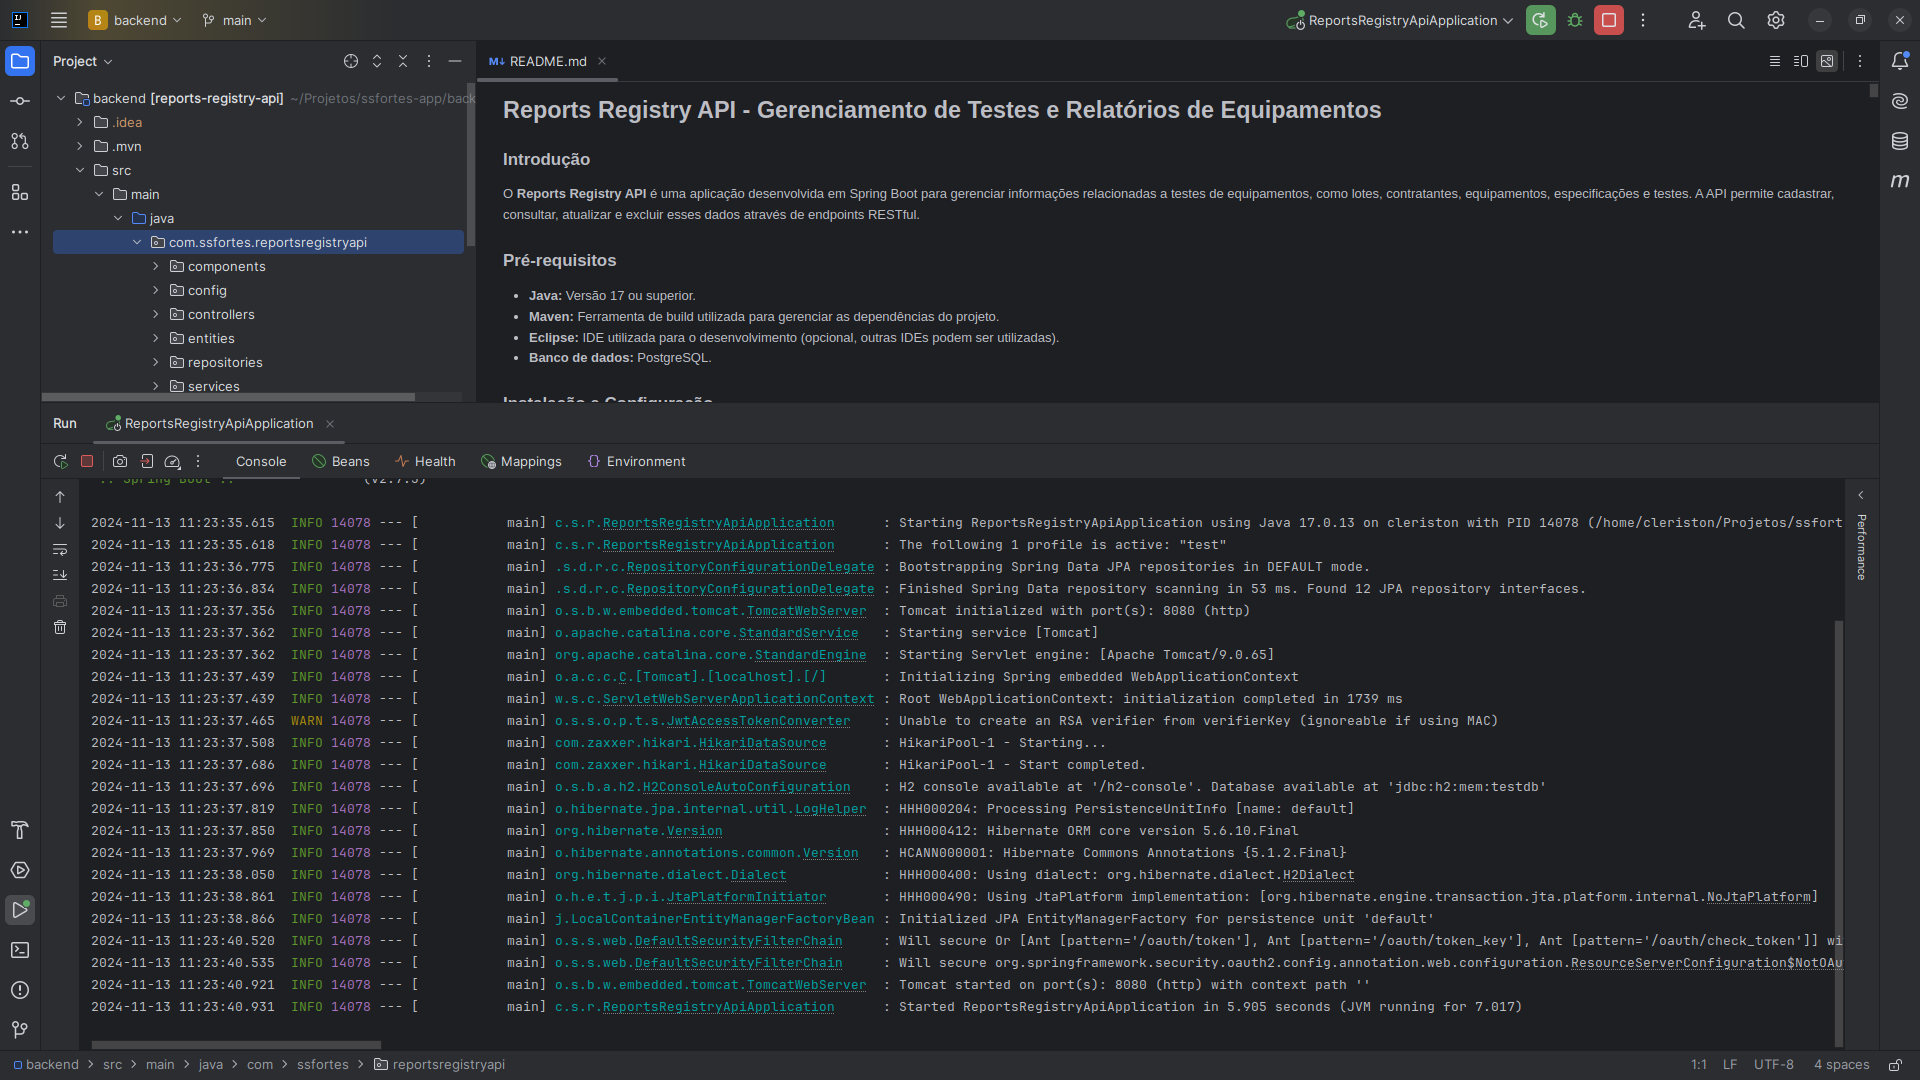 B backend main ReportsRegistryApiApplication
Project
M↓ README.md
backend [reports-registry-api] ~/Projetos/ssfortes-app/back
.idea
.mvn
src
main
java
com.ssfortes.reportsregistryapi
components
config
controllers
entities
repositories
services
Reports Registry API - Gerenciamento de Testes e Relatórios de Equipamentos
Introdução
O Reports Registry API é uma aplicação desenvolvida em Spring Boot para gerenciar informações relacionadas a testes de equipamentos, como lotes, contratantes, equipamentos, especificações e testes. A API permite cadastrar,
consultar, atualizar e excluir esses dados através de endpoints RESTful.
Pré-requisitos
• Java: Versão 17 ou superior.
• Maven: Ferramenta de build utilizada para gerenciar as dependências do projeto.
• Eclipse: IDE utilizada para o desenvolvimento (opcional, outras IDEs podem ser utilizadas).
• Banco de dados: PostgreSQL.
Instalação e Configuração
Run ReportsRegistryApiApplication
Console Beans Health Mappings Environment
:: Spring Boot :: (v2.7.3)
2024-11-13 11:23:35.615 INFO 14078 --- [ main] c.s.r.ReportsRegistryApiApplication : Starting ReportsRegistryApiApplication using Java 17.0.13 on cleriston with PID 14078 (/home/cleriston/Projetos/ssfort
2024-11-13 11:23:35.618 INFO 14078 --- [ main] c.s.r.ReportsRegistryApiApplication : The following 1 profile is active: "test"
2024-11-13 11:23:36.775 INFO 14078 --- [ main] .s.d.r.c.RepositoryConfigurationDelegate : Bootstrapping Spring Data JPA repositories in DEFAULT mode.
2024-11-13 11:23:36.834 INFO 14078 --- [ main] .s.d.r.c.RepositoryConfigurationDelegate : Finished Spring Data repository scanning in 53 ms. Found 12 JPA repository interfaces.
2024-11-13 11:23:37.356 INFO 14078 --- [ main] o.s.b.w.embedded.tomcat.TomcatWebServer : Tomcat initialized with port(s): 8080 (http)
2024-11-13 11:23:37.362 INFO 14078 --- [ main] o.apache.catalina.core.StandardService : Starting service [Tomcat]
2024-11-13 11:23:37.362 INFO 14078 --- [ main] org.apache.catalina.core.StandardEngine : Starting Servlet engine: [Apache Tomcat/9.0.65]
2024-11-13 11:23:37.439 INFO 14078 --- [ main] o.a.c.c.C.[Tomcat].[localhost].[/] : Initializing Spring embedded WebApplicationContext
2024-11-13 11:23:37.439 INFO 14078 --- [ main] w.s.c.ServletWebServerApplicationContext : Root WebApplicationContext: initialization completed in 1739 ms
2024-11-13 11:23:37.465 WARN 14078 --- [ main] o.s.s.o.p.t.s.JwtAccessTokenConverter : Unable to create an RSA verifier from verifierKey (ignoreable if using MAC)
2024-11-13 11:23:37.508 INFO 14078 --- [ main] com.zaxxer.hikari.HikariDataSource : HikariPool-1 - Starting...
2024-11-13 11:23:37.686 INFO 14078 --- [ main] com.zaxxer.hikari.HikariDataSource : HikariPool-1 - Start completed.
2024-11-13 11:23:37.696 INFO 14078 --- [ main] o.s.b.a.h2.H2ConsoleAutoConfiguration : H2 console available at '/h2-console'. Database available at 'jdbc:h2:mem:testdb'
2024-11-13 11:23:37.819 INFO 14078 --- [ main] o.hibernate.jpa.internal.util.LogHelper : HHH000204: Processing PersistenceUnitInfo [name: default]
2024-11-13 11:23:37.850 INFO 14078 --- [ main] org.hibernate.Version : HHH000412: Hibernate ORM core version 5.6.10.Final
2024-11-13 11:23:37.969 INFO 14078 --- [ main] o.hibernate.annotations.common.Version : HCANN000001: Hibernate Commons Annotations {5.1.2.Final}
2024-11-13 11:23:38.050 INFO 14078 --- [ main] org.hibernate.dialect.Dialect : HHH000400: Using dialect: org.hibernate.dialect.H2Dialect
2024-11-13 11:23:38.861 INFO 14078 --- [ main] o.h.e.t.j.p.i.JtaPlatformInitiator : HHH000490: Using JtaPlatform implementation: [org.hibernate.engine.transaction.jta.platform.internal.NoJtaPlatform]
2024-11-13 11:23:38.866 INFO 14078 --- [ main] j.LocalContainerEntityManagerFactoryBean : Initialized JPA EntityManagerFactory for persistence unit 'default'
2024-11-13 11:23:40.520 INFO 14078 --- [ main] o.s.s.web.DefaultSecurityFilterChain : Will secure Or [Ant [pattern='/oauth/token'], Ant [pattern='/oauth/token_key'], Ant [pattern='/oauth/check_token']] wi
2024-11-13 11:23:40.535 INFO 14078 --- [ main] o.s.s.web.DefaultSecurityFilterChain : Will secure org.springframework.security.oauth2.config.annotation.web.configuration.ResourceServerConfiguration$NotOAu
2024-11-13 11:23:40.921 INFO 14078 --- [ main] o.s.b.w.embedded.tomcat.TomcatWebServer : Tomcat started on port(s): 8080 (http) with context path ''
2024-11-13 11:23:40.931 INFO 14078 --- [ main] c.s.r.ReportsRegistryApiApplication : Started ReportsRegistryApiApplication in 5.905 seconds (JVM running for 7.017)
Performance
backend > src > main > java > com > ssfortes > reportsregistryapi
1:1 LF UTF-8 4 spaces